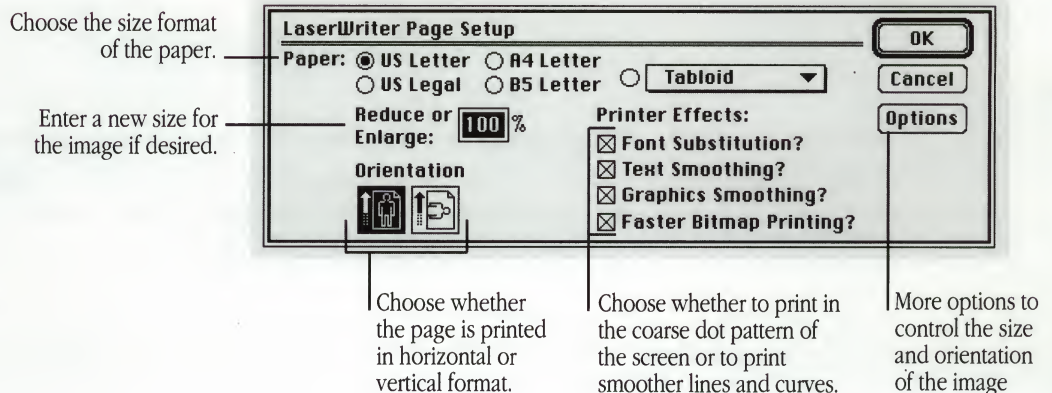 Choose the size format
of the paper.
LaserWriter Page Setup
OK
Paper: US Letter A4 Letter
US Legal B5 Letter
Tabloid
Cancel
Enter a new size for
the image if desired.
Reduce or
Enlarge:
100 %
Printer Effects:
Options
Font Substitution?
Text Smoothing?
Graphics Smoothing?
Faster Bitmap Printing?
Orientation
Choose whether
the page is printed
in horizontal or
vertical format.
Choose whether to print in
the coarse dot pattern of
the screen or to print
smoother lines and curves.
More options to
control the size
and orientation
of the image